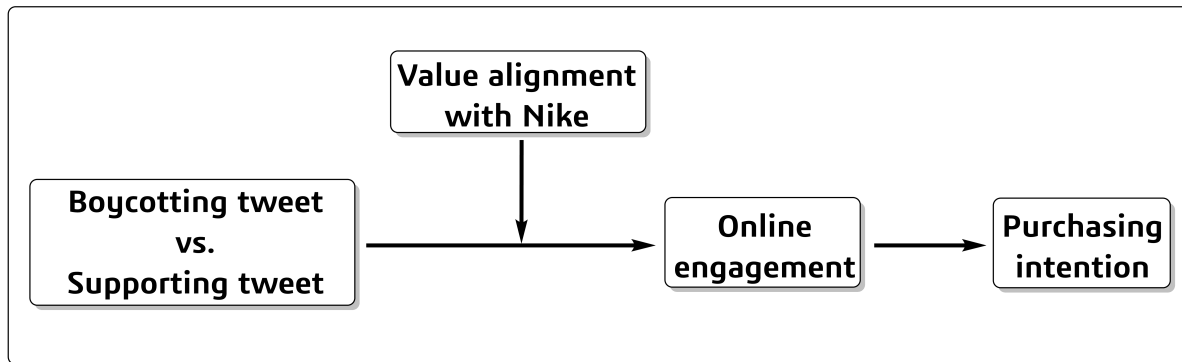 Value alignment
with Nike
Boycotting tweet
vs.
Supporting tweet
Online
engagement
Purchasing
intention